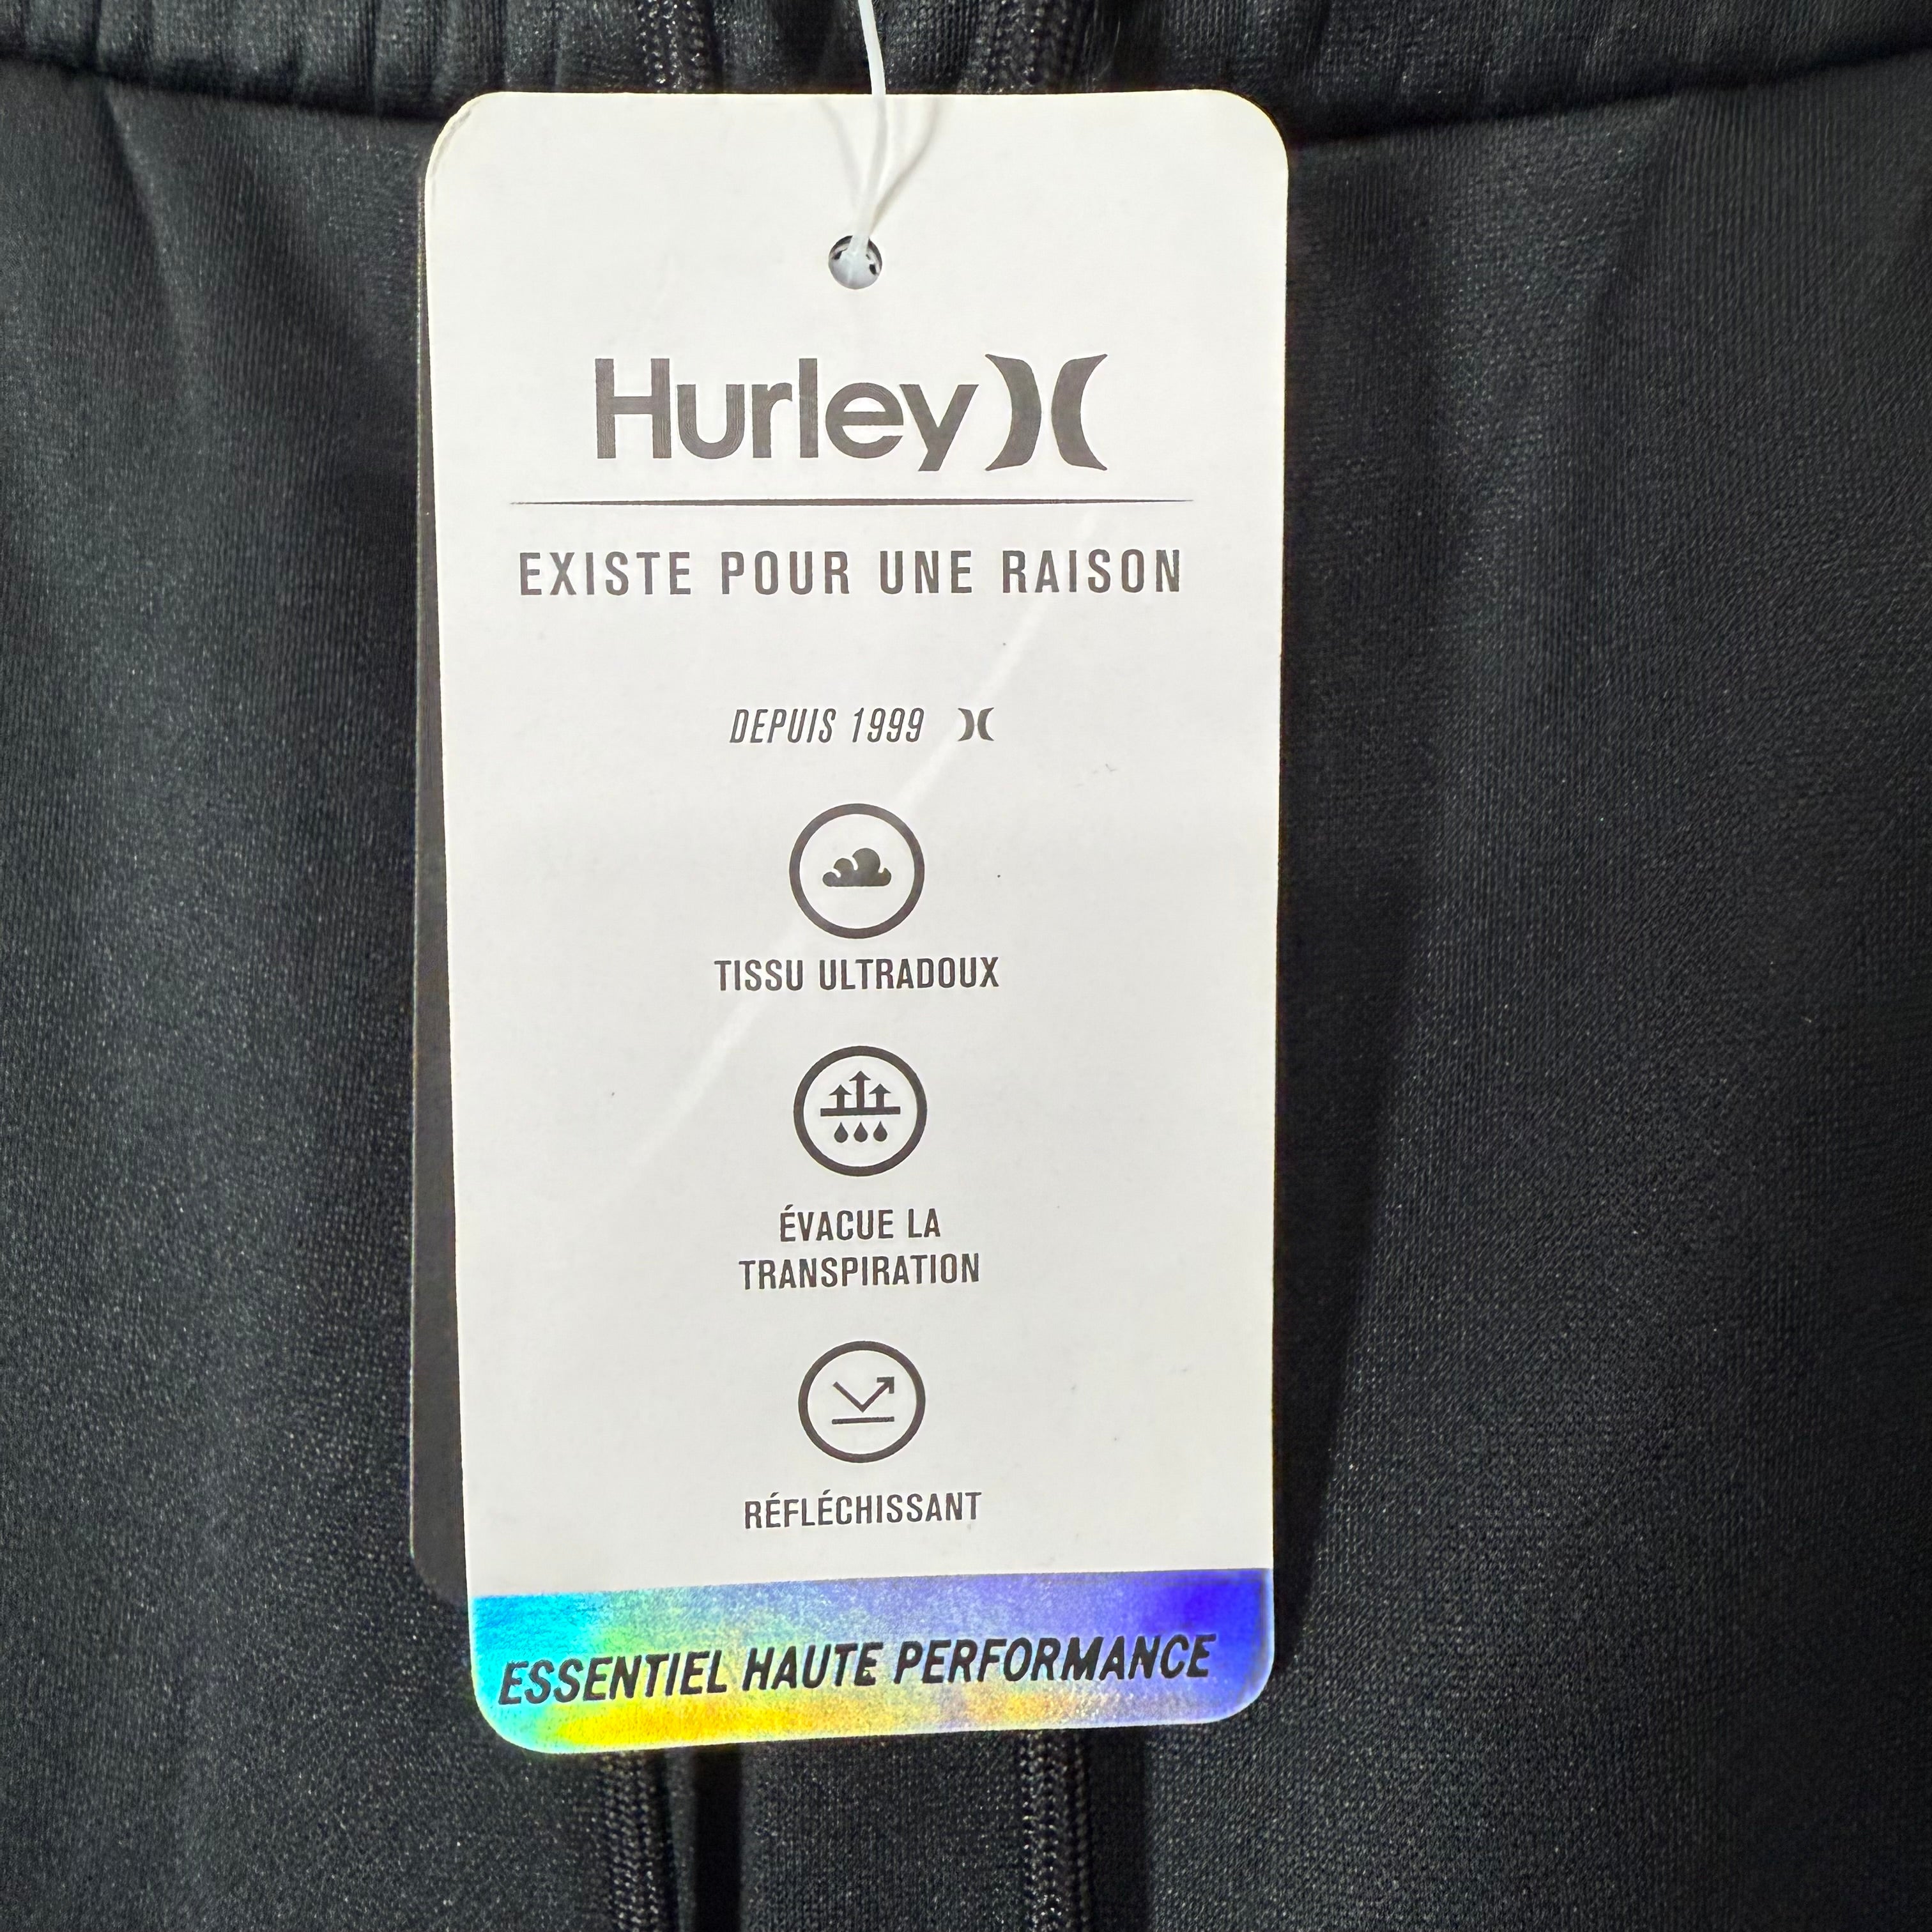 Hurley
EXISTE POUR UNE RAISON
DEPUIS 1999
TISSU ULTRADOUX
ÉVACUE LA
TRANSPIRATION
RÉFLÉCHISSANT
ESSENTIEL HAUTE PERFORMANCE